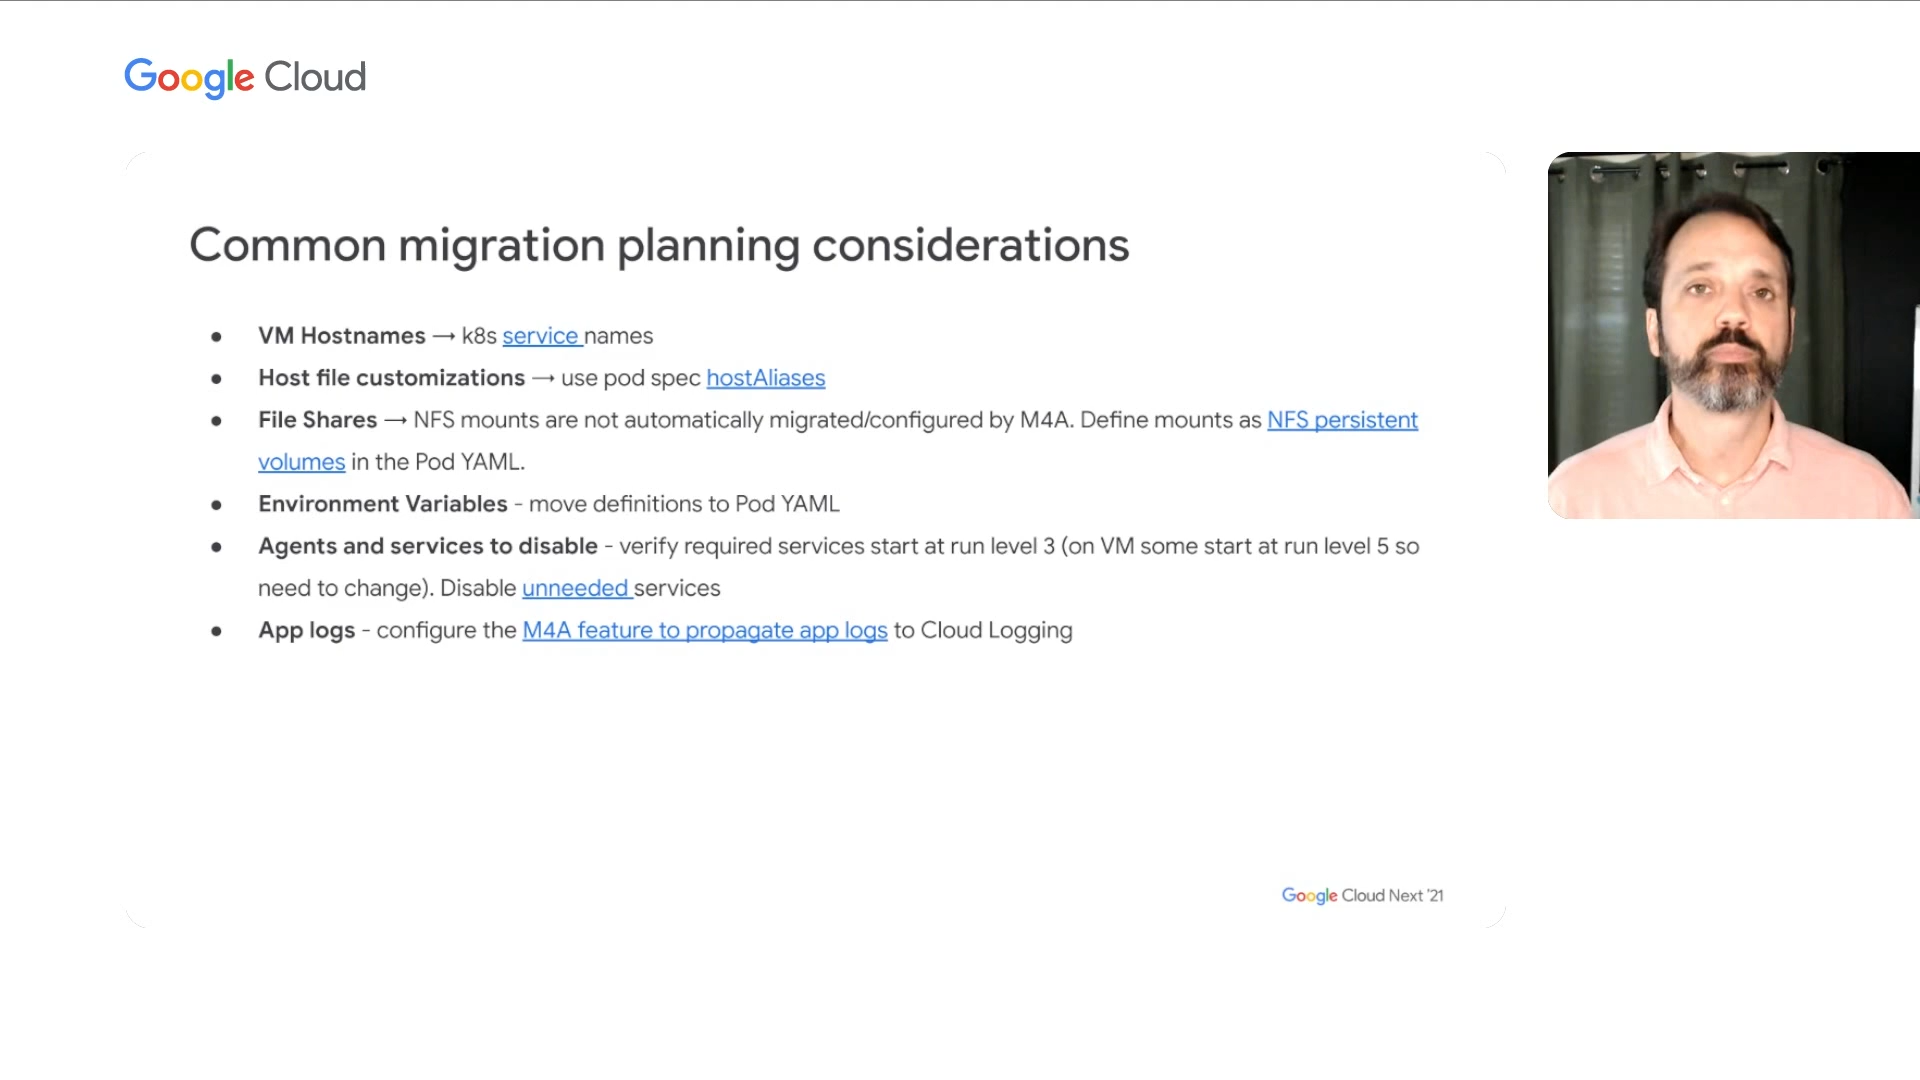 Google Cloud
Common migration planning considerations
● VM Hostnames → k8s service names
● Host file customizations → use pod spec hostAliases
● File Shares → NFS mounts are not automatically migrated/configured by M4A. Define mounts as NFS persistent
volumes in the Pod YAML.
● Environment Variables - move definitions to Pod YAML
● Agents and services to disable - verify required services start at run level 3 (on VM some start at run level 5 so
need to change). Disable unneeded services
● App logs - configure the M4A feature to propagate app logs to Cloud Logging
Google Cloud Next '21